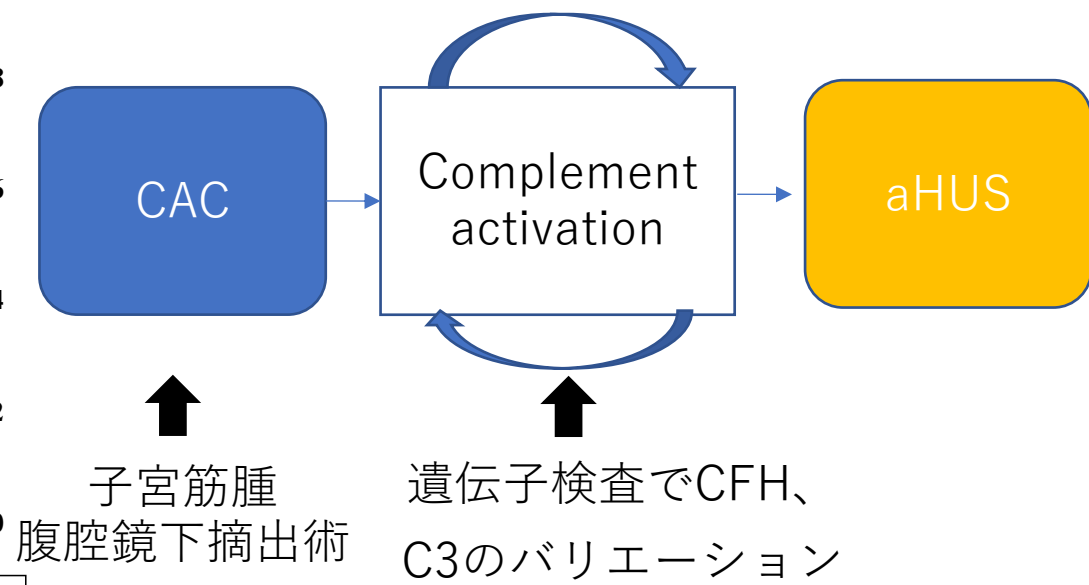 CAC
Complement
activation
aHUS
子宮筋腫
腹腔鏡下摘出術
遺伝子検査でCFH、
C3のバリエーション